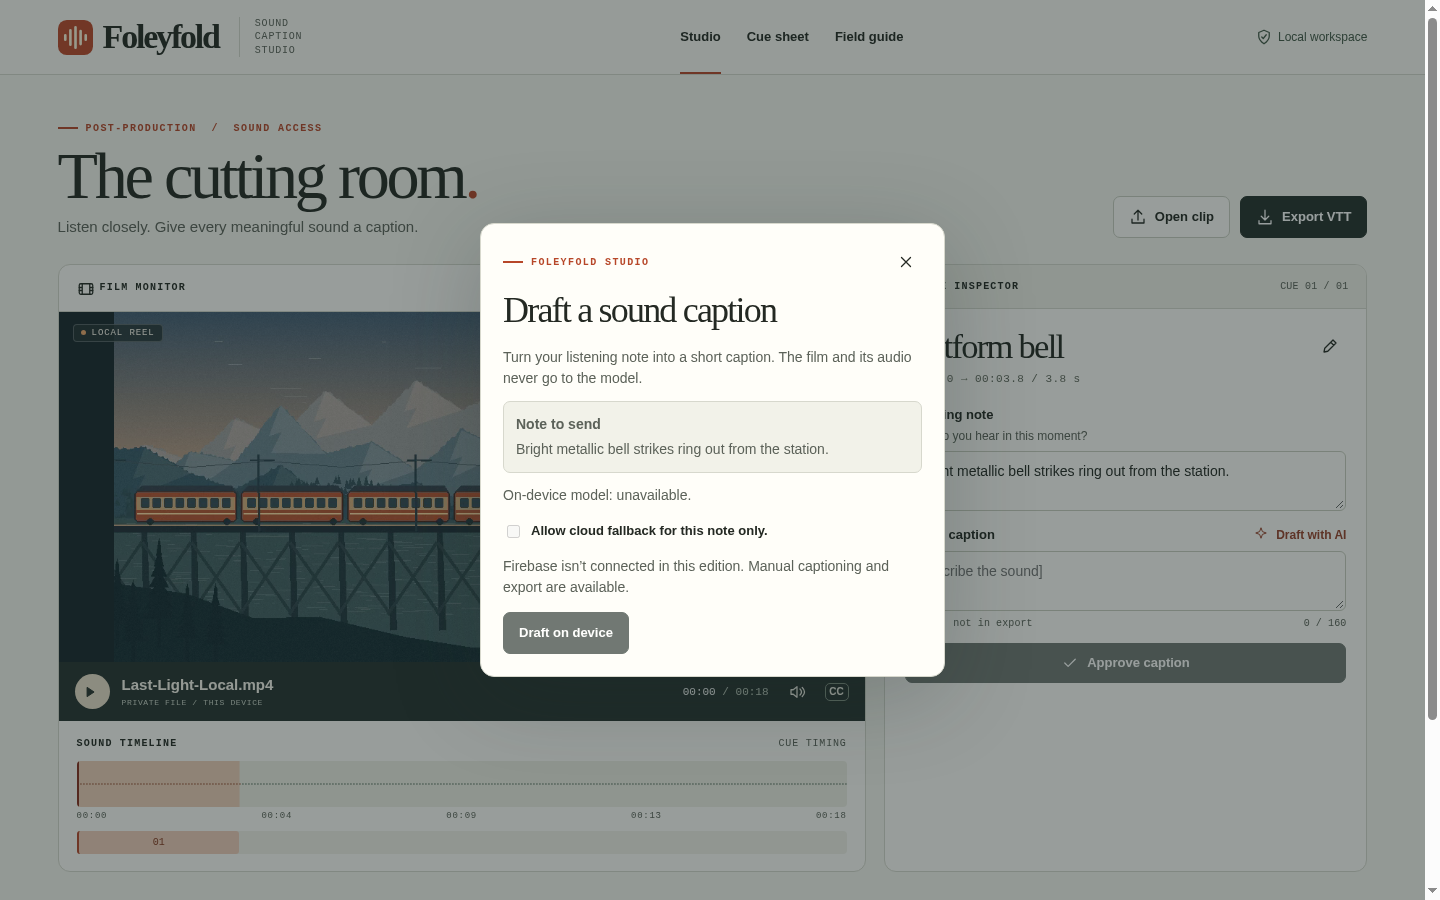 Foleyfold
SOUND
CAPTION
STUDIO
Studio
Cue sheet
Field guide
Local workspace
POST-PRODUCTION / SOUND ACCESS
The cutting room.
Listen closely. Give every meaningful sound a caption.
Open clip
Export VTT
FILM MONITOR
LOCAL REEL
Last-Light-Local.mp4
PRIVATE FILE / THIS DEVICE
00:00 / 00:18
CC
SOUND TIMELINE
CUE TIMING
00:00
00:04
00:09
00:13
00:18
01
FOLEYFOLD STUDIO
Draft a sound caption
Turn your listening note into a short caption. The film and its audio
never go to the model.
Note to send
Bright metallic bell strikes ring out from the station.
On-device model: unavailable.
Allow cloud fallback for this note only.
Firebase isn't connected in this edition. Manual captioning and
export are available.
Draft on device
INSPECTOR
CUE 01 / 01
tform bell
0 → 00:03.8 / 3.8 s
ing note
you hear in this moment?
ht metallic bell strikes ring out from the station.
caption
Draft with AI
cribe the sound]
not in export
0 / 160
Approve caption